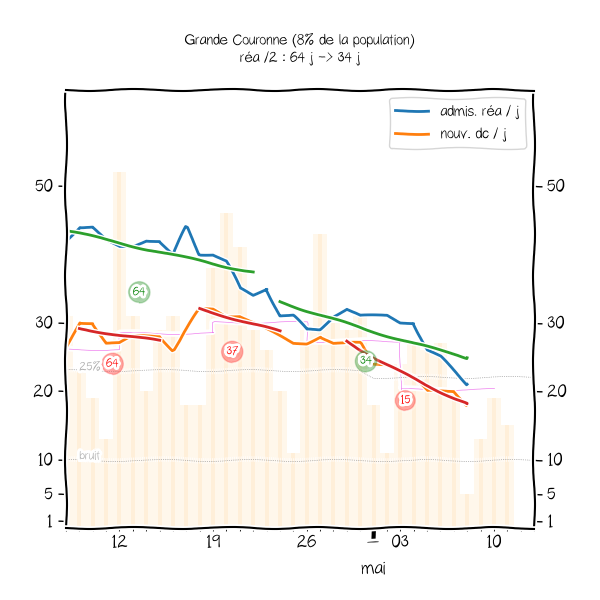 Grande Couronne (8% de la population)
réa /2 : 64 j -> 34 j
admis. réa / j
nouv. dc / j
50 50
64
30 30
37
64
34
25%
20 20
15
bruit
10 10
5 5
1 1
12 19 26 1 03 10
mai